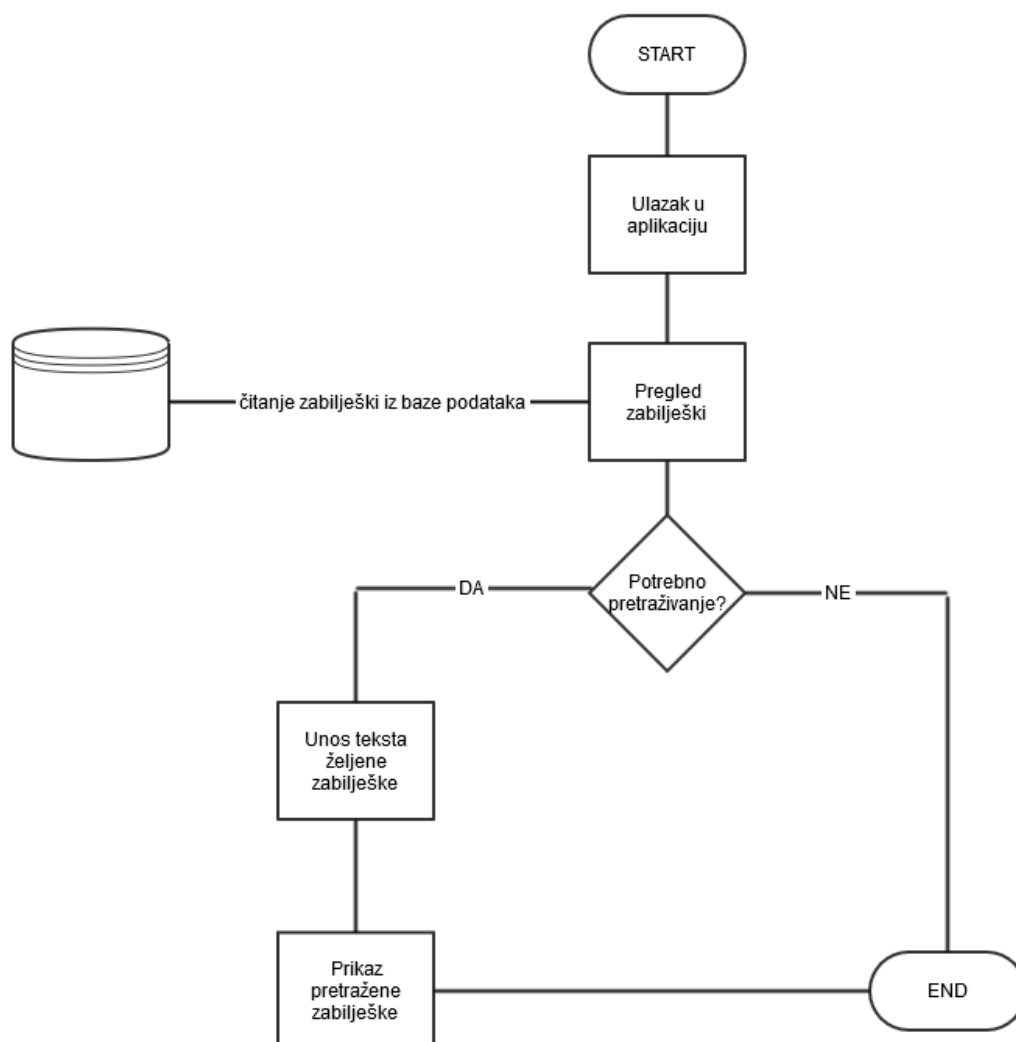 START
Ulazak u
aplikaciju
čitanje zabilješki iz baze podataka
Pregled
zabilješki
DA
Potrebno
pretraživanje?
NE
Unos teksta
željene
zabilješke
Prikaz
pretražene
zabilješke
END